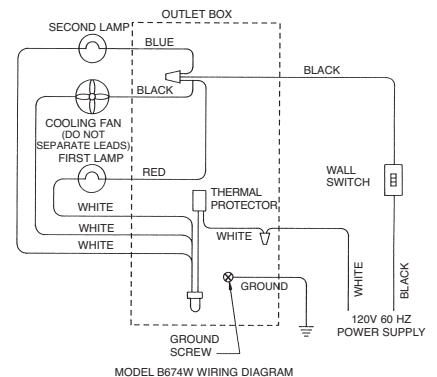 OUTLET BOX
SECOND LAMP
BLUE
BLACK
BLACK
COOLING FAN
(DO NOT
SEPARATE LEADS)
FIRST LAMP
RED
WALL
SWITCH
THERMAL
PROTECTOR
WHITE
WHITE
WHITE
WHITE
WHITE
BLACK
GROUND
120V 60 HZ
POWER SUPPLY
GROUND
SCREW
MODEL B674W WIRING DIAGRAM